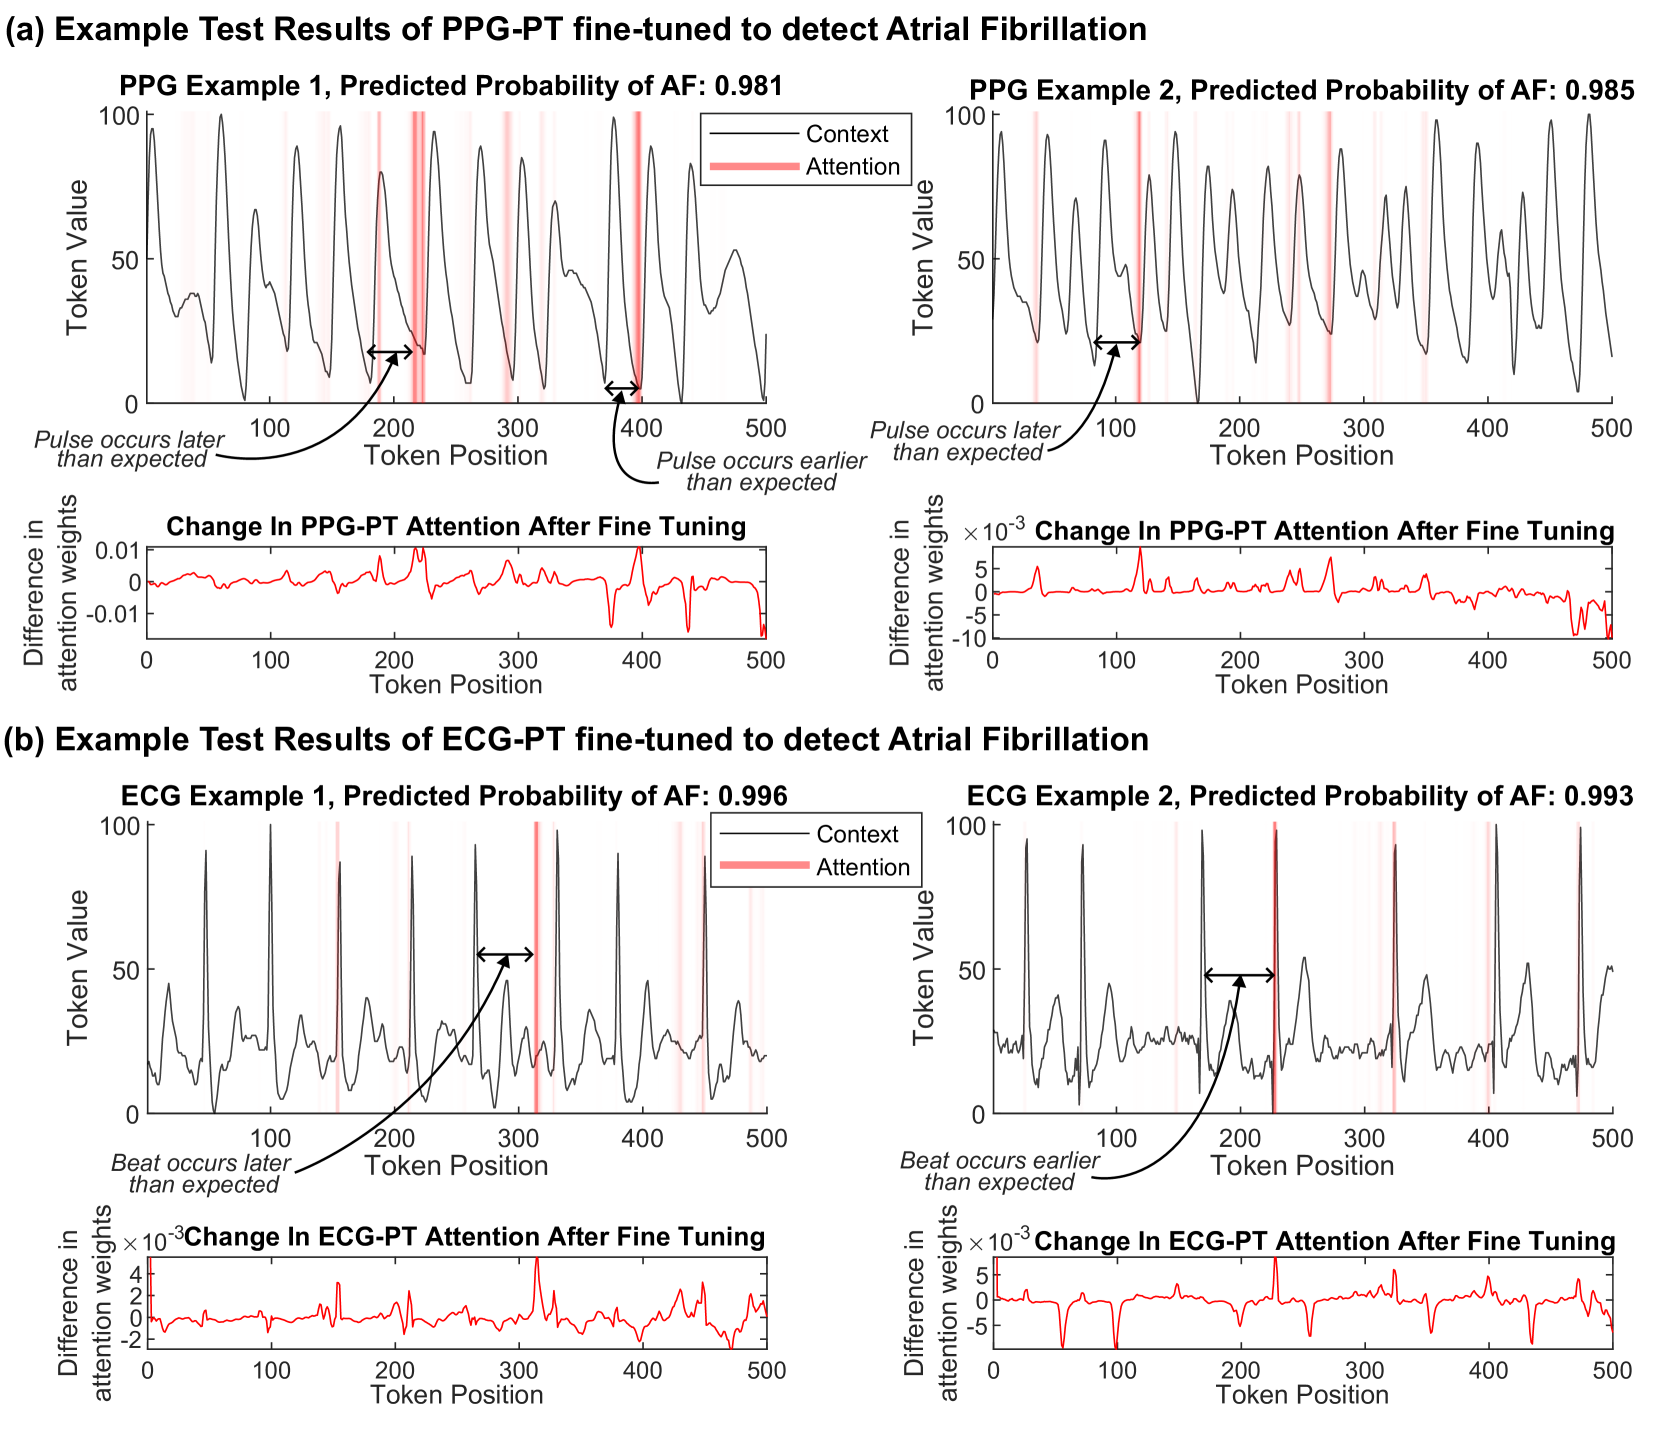 (a) Example Test Results of PPG-PT fine-tuned to detect Atrial Fibrillation
PPG Example 1, Predicted Probability of AF: 0.981
100
50
0
Token Value
Context
Attention
100 200 300 400 500
Token Position
Pulse occurs later
than expected
Pulse occurs earlier
than expected
PPG Example 2, Predicted Probability of AF: 0.985
100
50
0
Token Value
100 200 300 400 500
Token Position
Pulse occurs later
than expected
Change In PPG-PT Attention After Fine Tuning
Difference in
attention weights
0.01
0
-0.01
0 100 200 300 400 500
Token Position
×10-3 Change In PPG-PT Attention After Fine Tuning
Difference in
attention weights
5
0
-5
-10
0 100 200 300 400 500
Token Position
(b) Example Test Results of ECG-PT fine-tuned to detect Atrial Fibrillation
ECG Example 1, Predicted Probability of AF: 0.996
100
50
0
Token Value
Context
Attention
100 200 300 400 500
Token Position
Beat occurs later
than expected
ECG Example 2, Predicted Probability of AF: 0.993
100
50
0
Token Value
100 200 300 400 500
Token Position
Beat occurs earlier
than expected
×10-3 Change In ECG-PT Attention After Fine Tuning
Difference in
attention weights
4
2
0
-2
0 100 200 300 400 500
Token Position
×10-3 Change In ECG-PT Attention After Fine Tuning
Difference in
attention weights
5
0
-5
0 100 200 300 400 500
Token Position